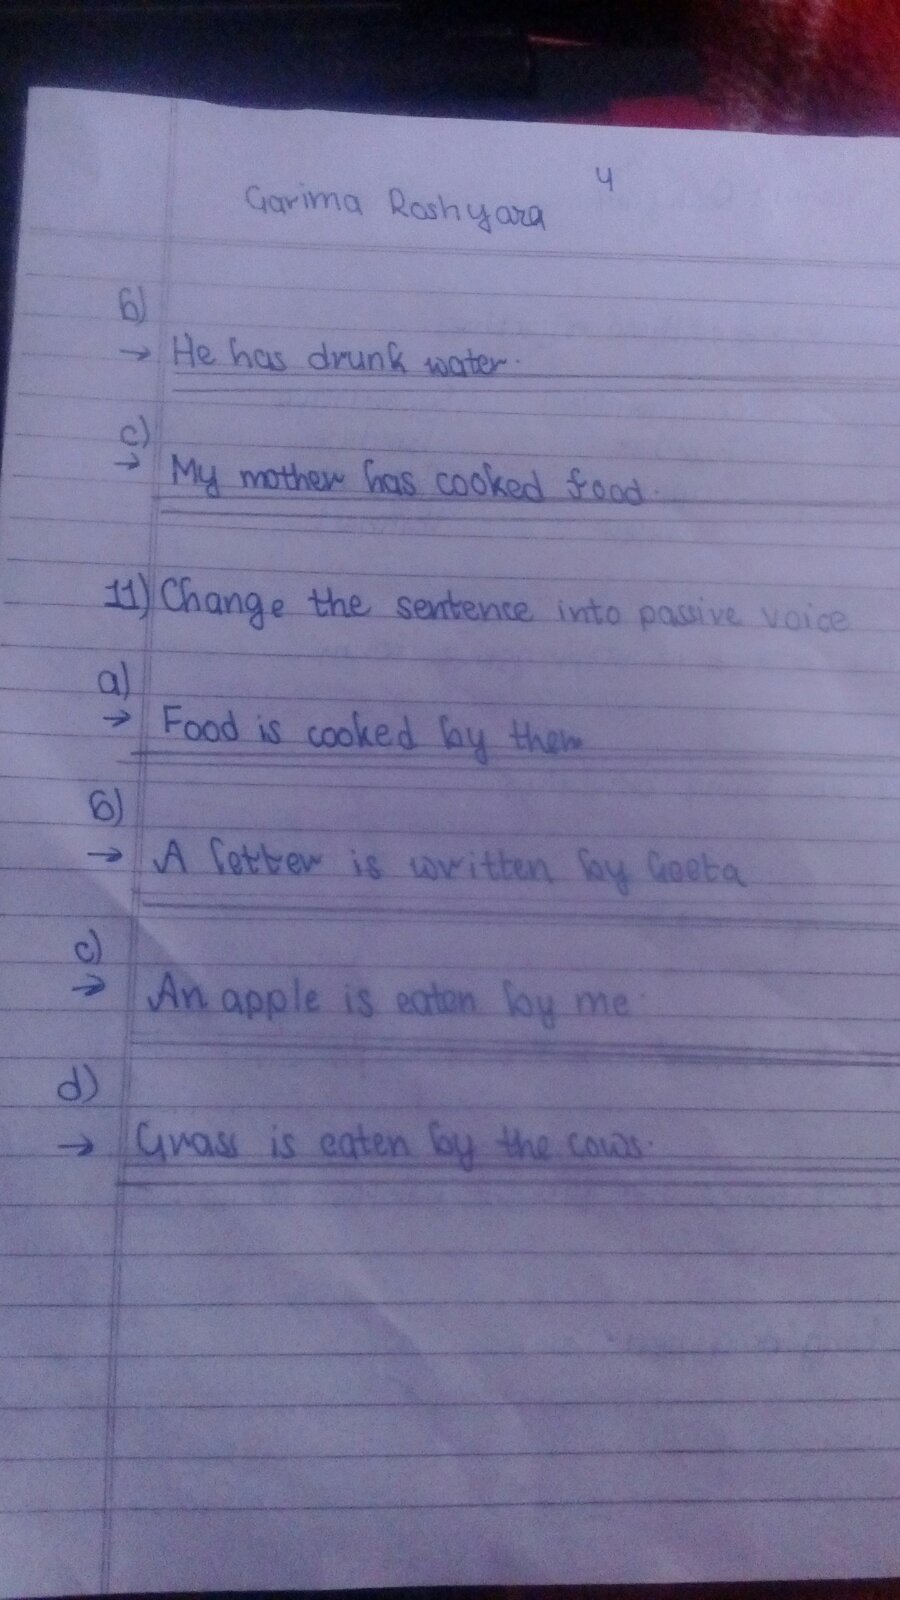 4
Garima Roshyara
b)
→ He has drunk water.
c)
→ My mother has cooked food.
11) Change the sentence into passive voice
a)
→ Food is cooked by them
b)
→ A letter is written by Geeta
c)
→ An apple is eaten by me.
d)
→ Grass is eaten by the cows.